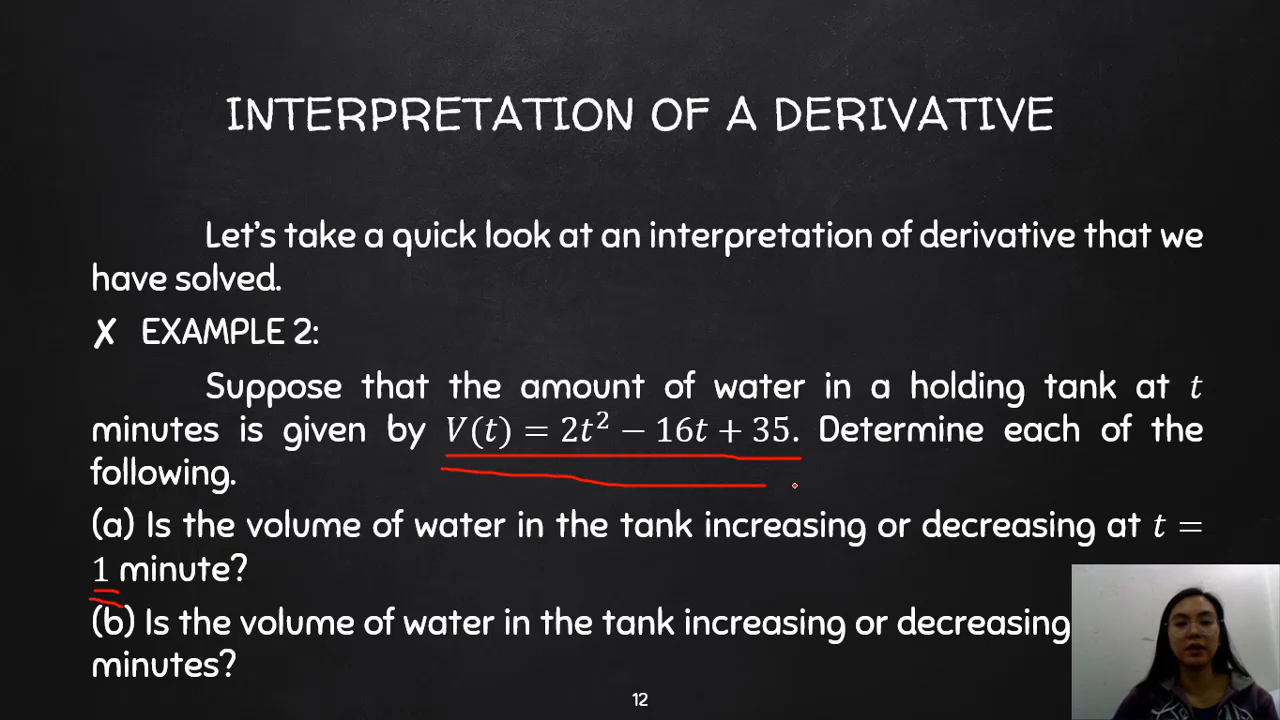 INTERPRETATION OF A DERIVATIVE
Let's take a quick look at an interpretation of derivative that we
have solved.
X EXAMPLE 2:
Suppose that the amount of water in a holding tank at t
minutes is given by V(t) = 2t² − 16t + 35. Determine each of the
following.
(a) Is the volume of water in the tank increasing or decreasing at t =
1 minute?
(b) Is the volume of water in the tank increasing or decreasing
minutes?
12